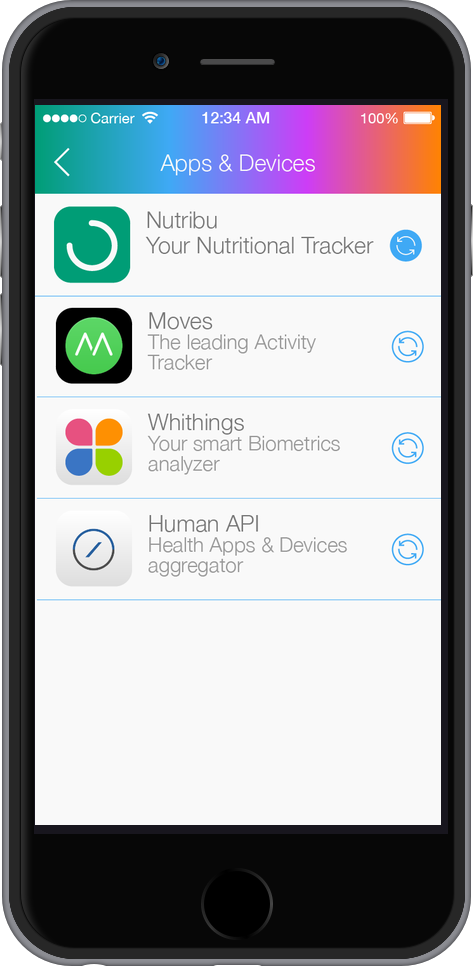 Carrier 12:34 AM 100%
Apps & Devices
Nutribu
Your Nutritional Tracker
Moves
The leading Activity
Tracker
Whithings
Your smart Biometrics
analyzer
Human API
Health Apps & Devices
aggregator